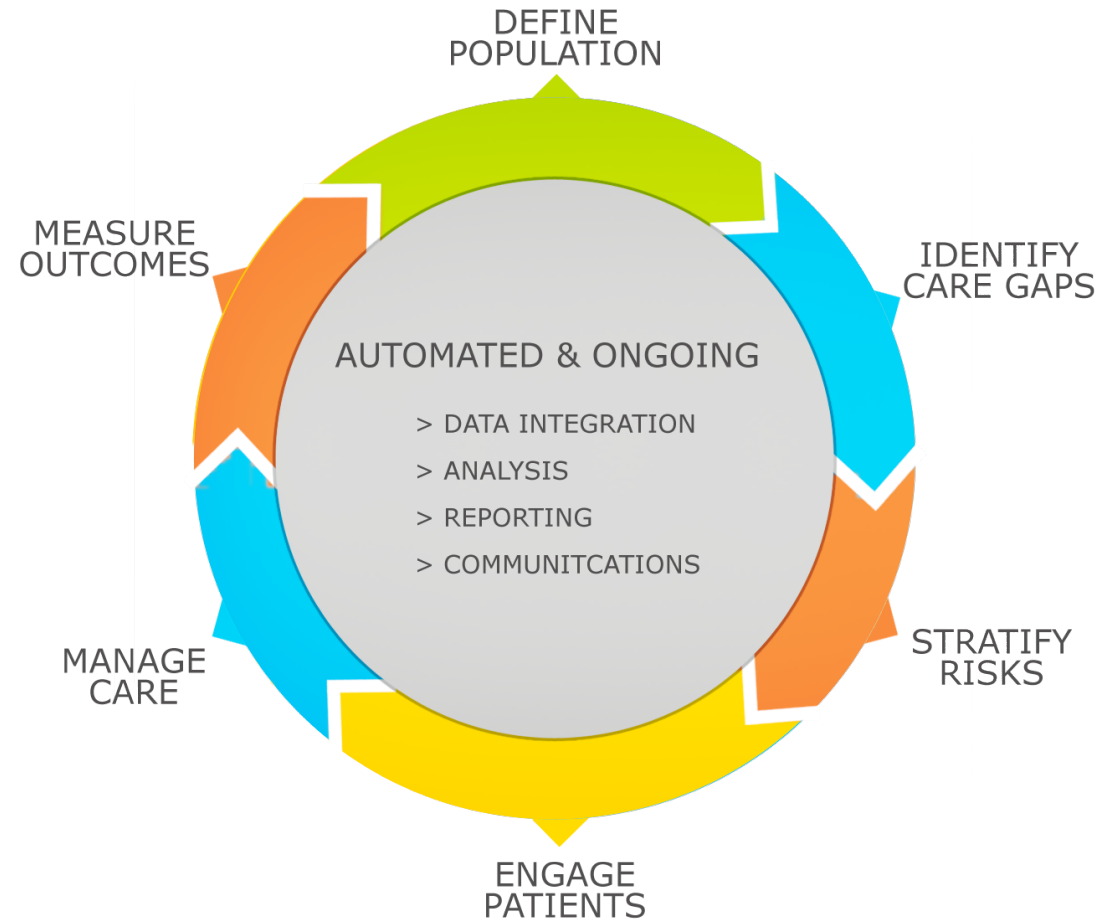 DEFINE
POPULATION
IDENTIFY
CARE GAPS
STRATIFY
RISKS
ENGAGE
PATIENTS
MANAGE
CARE
MEASURE
OUTCOMES
AUTOMATED & ONGOING
> DATA INTEGRATION
> ANALYSIS
> REPORTING
> COMMUNITCATIONS